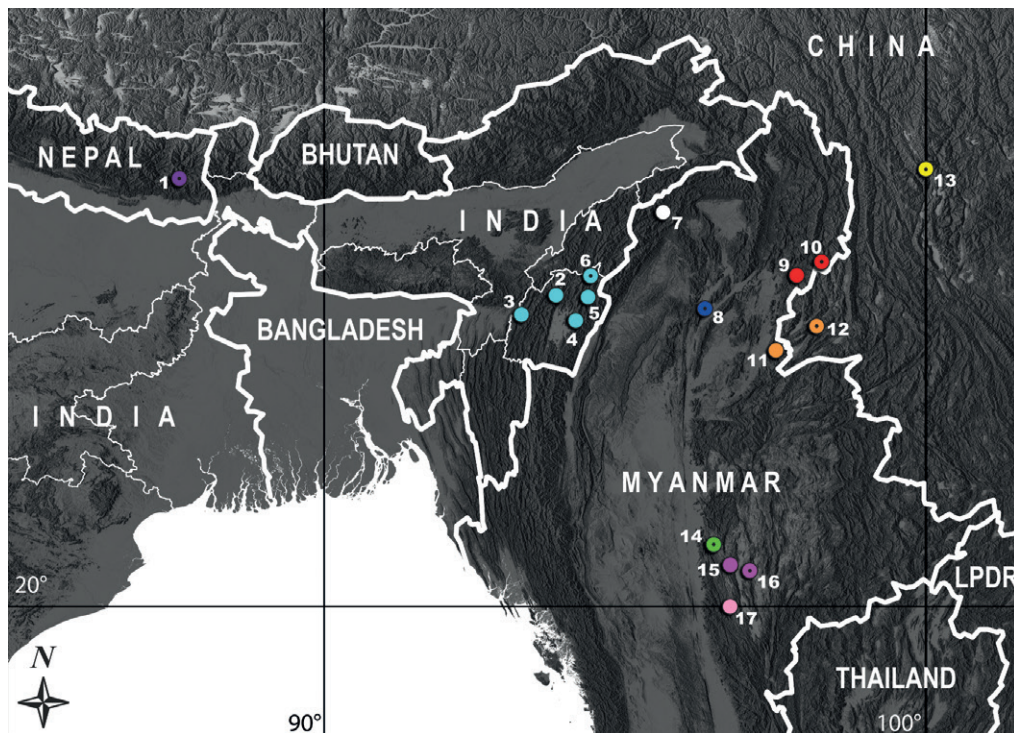 CHINA
NEPAL
BHUTAN
1
13
INDIA
7
6
10
9
2
3
5
8
4
12
BANGLADESH
11
INDIA
MYANMAR
14
15
16
20°
LPDR
17
N
THAILAND
90°
100°